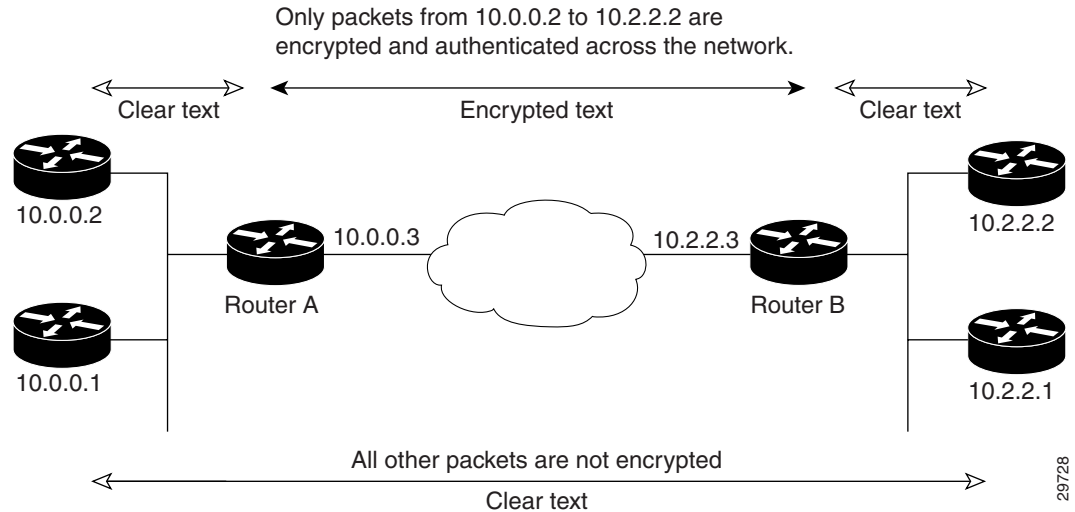 Only packets from 10.0.0.2 to 10.2.2.2 are
encrypted and authenticated across the network.
Clear text
Encrypted text
Clear text
10.0.0.2
10.2.2.2
10.0.0.3
10.2.2.3
Router A
Router B
10.0.0.1
10.2.2.1
All other packets are not encrypted
Clear text
29728